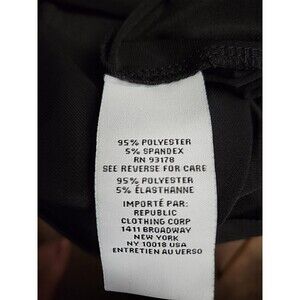 95% POLYESTER
5% SPANDEX
RN 93178
SEE REVERSE FOR CARE
95% POLYESTER
5% ÉLASTHANNE
IMPORTÉ PAR:
REPUBLIC
CLOTHING CORP
1411 BROADWAY
NEW YORK
NY 10018 USA
ENTRETIEN AU VERSO